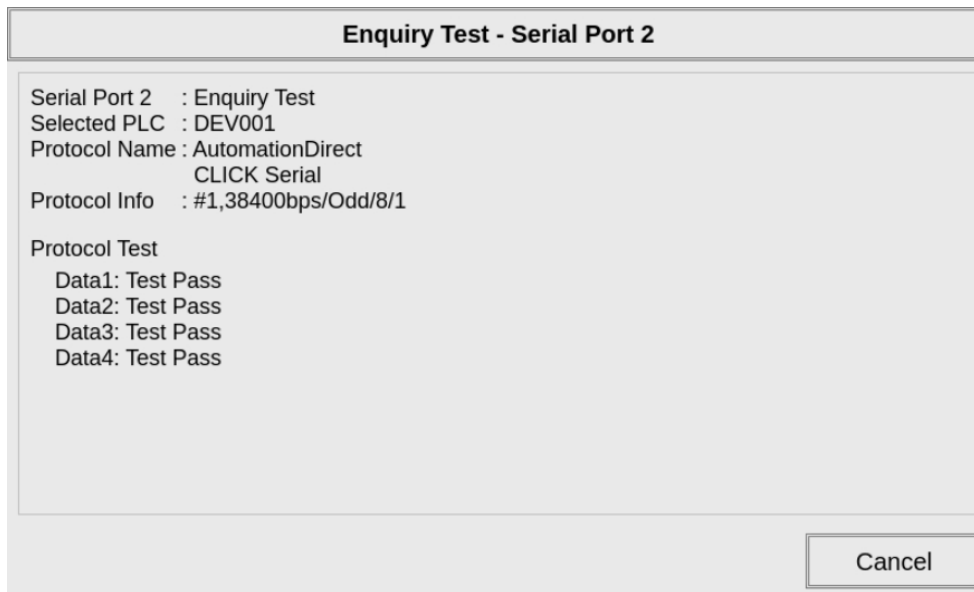 Enquiry Test - Serial Port 2
Serial Port 2 : Enquiry Test
Selected PLC : DEV001
Protocol Name : AutomationDirect
CLICK Serial
Protocol Info : #1,38400bps/Odd/8/1
Protocol Test
Data1: Test Pass
Data2: Test Pass
Data3: Test Pass
Data4: Test Pass
Cancel